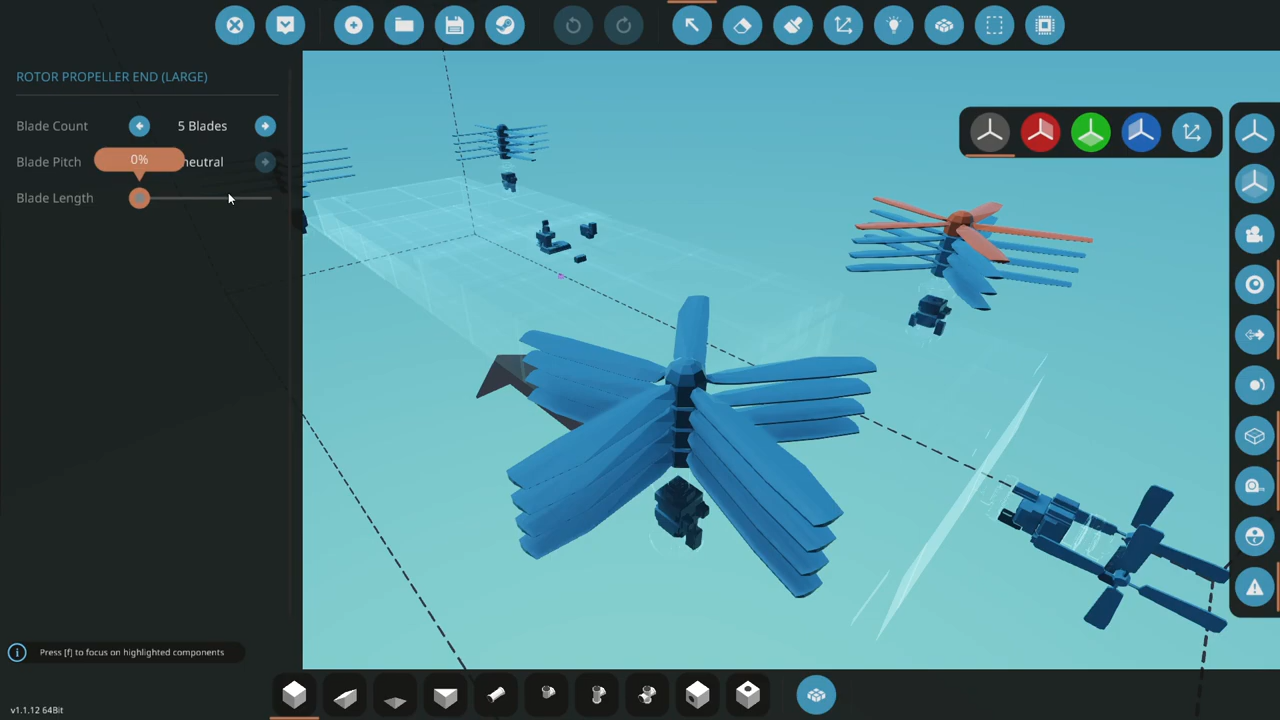 ROTOR PROPELLER END (LARGE)
Blade Count 5 Blades
Blade Pitch 0% neutral
Blade Length
Press [f] to focus on highlighted components
v1.1.12 64Bit